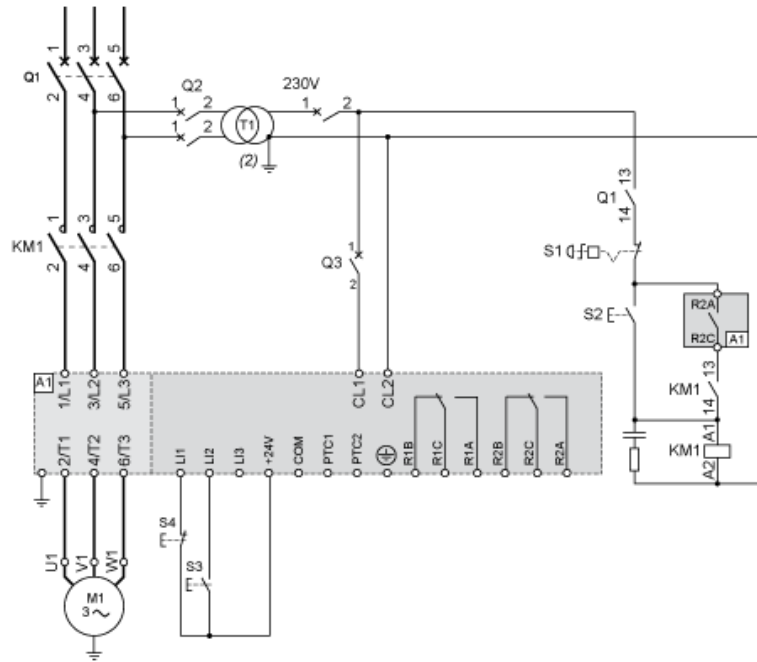 1 3 5
Q1
2 4 6
Q2
1 2
1 2
T1
(2)
230V
1 2
13
Q1
14
1 3 5
KM1
2 4 6
1
Q3
2
S1
S2
R2A
R2C
A1
13
KM1
14
A1
KM1
A2
A1
1/L1 3/L2 5/L3
CL1 CL2
2/T1 4/T2 6/T3
LI1 LI2 LI3 +24V COM PTC1 PTC2 R1B R1C R1A R2B R2C R2A
S4
S3
U1 V1 W1
M1
3 ~